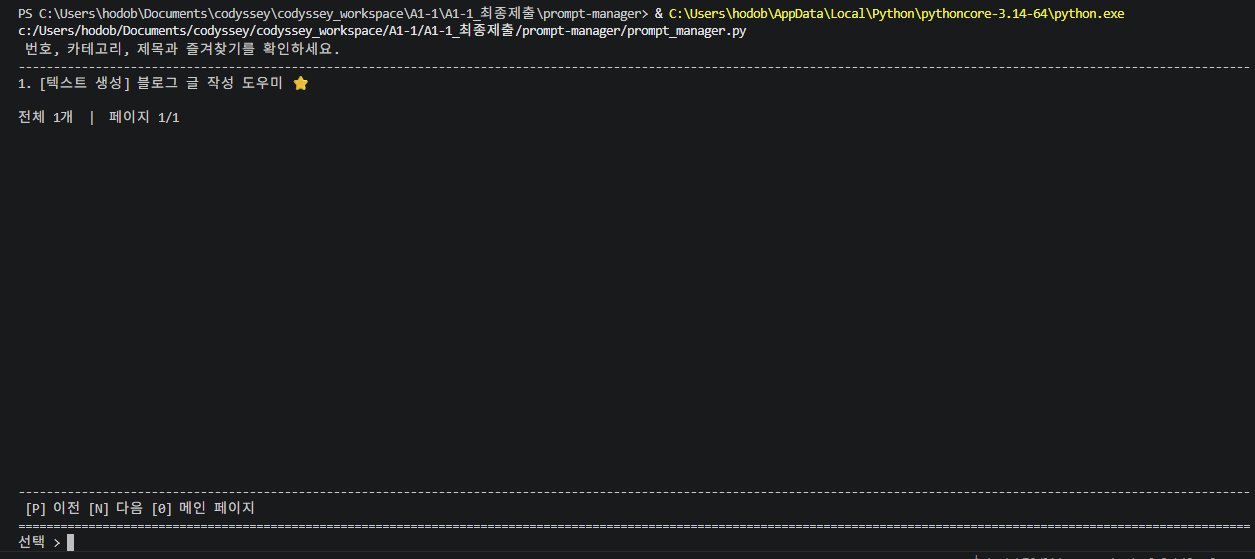 PS C:\Users\hodob\Documents\codyssey\codyssey_workspace\A1-1\A1-1_최종제출\prompt-manager> & C:\Users\hodob\AppData\Local\Python\pythoncore-3.14-64\python.exe
c:/Users/hodob/Documents/codyssey/codyssey_workspace/A1-1/A1-1_최종제출/prompt-manager/prompt_manager.py
번호, 카테고리, 제목과 즐겨찾기를 확인하세요.
1. [텍스트 생성] 블로그 글 작성 도우미 ⭐
전체 1개 | 페이지 1/1
[P] 이전 [N] 다음 [0] 메인 페이지
선택 >